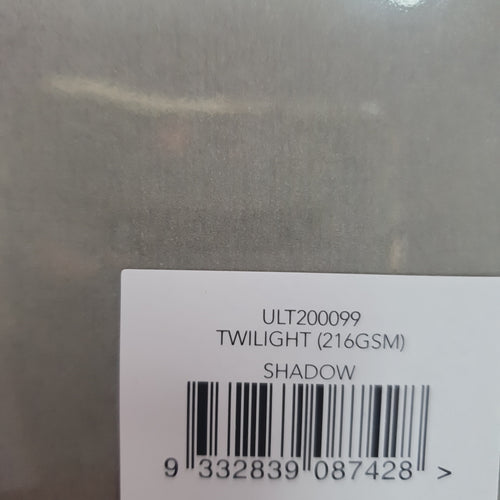 ULT200099
TWILIGHT (216GSM)
SHADOW
9 332839 087428 >